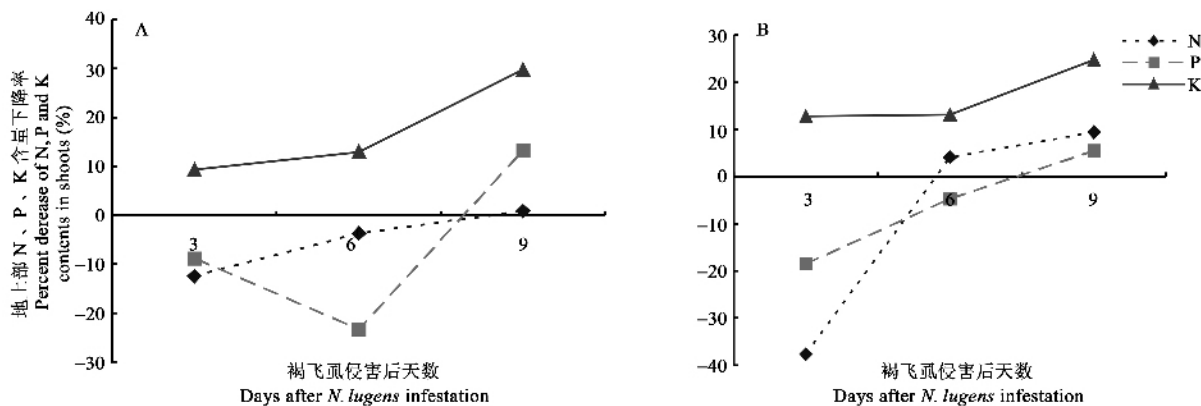 地上部 N 、P 、K 含量下降率
Percent derease of N, P and K
contents in shoots (%)
A
40
30
20
10
0
-10
-20
-30
3
6
9
褐飞虱侵害后天数
Days after N. lugens infestation
B
30
20
10
0
-10
-20
-30
-40
3
6
9
褐飞虱侵害后天数
Days after N. lugens infestation
N
P
K